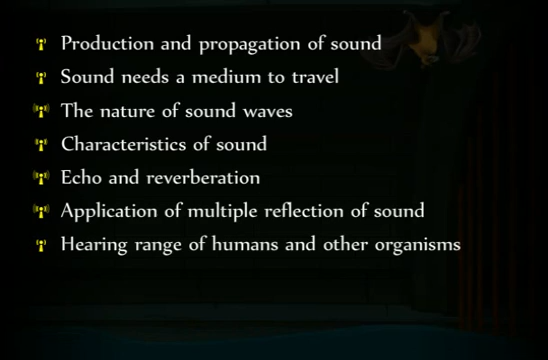 Production and propagation of sound
Sound needs a medium to travel
The nature of sound waves
Characteristics of sound
Echo and reverberation
Application of multiple reflection of sound
Hearing range of humans and other organisms